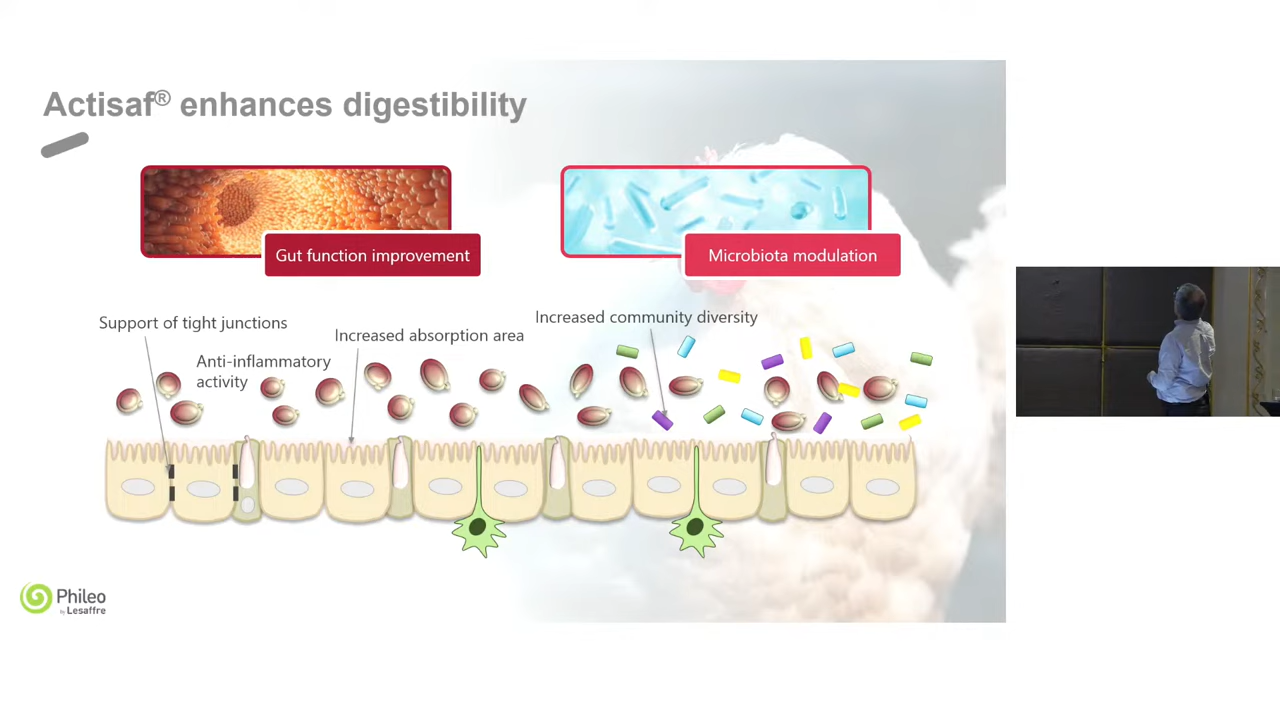 Actisaf® enhances digestibility
Gut function improvement
Microbiota modulation
Support of tight junctions
Anti-inflammatory
activity
Increased absorption area
Increased community diversity
Phileo
by Lesaffre